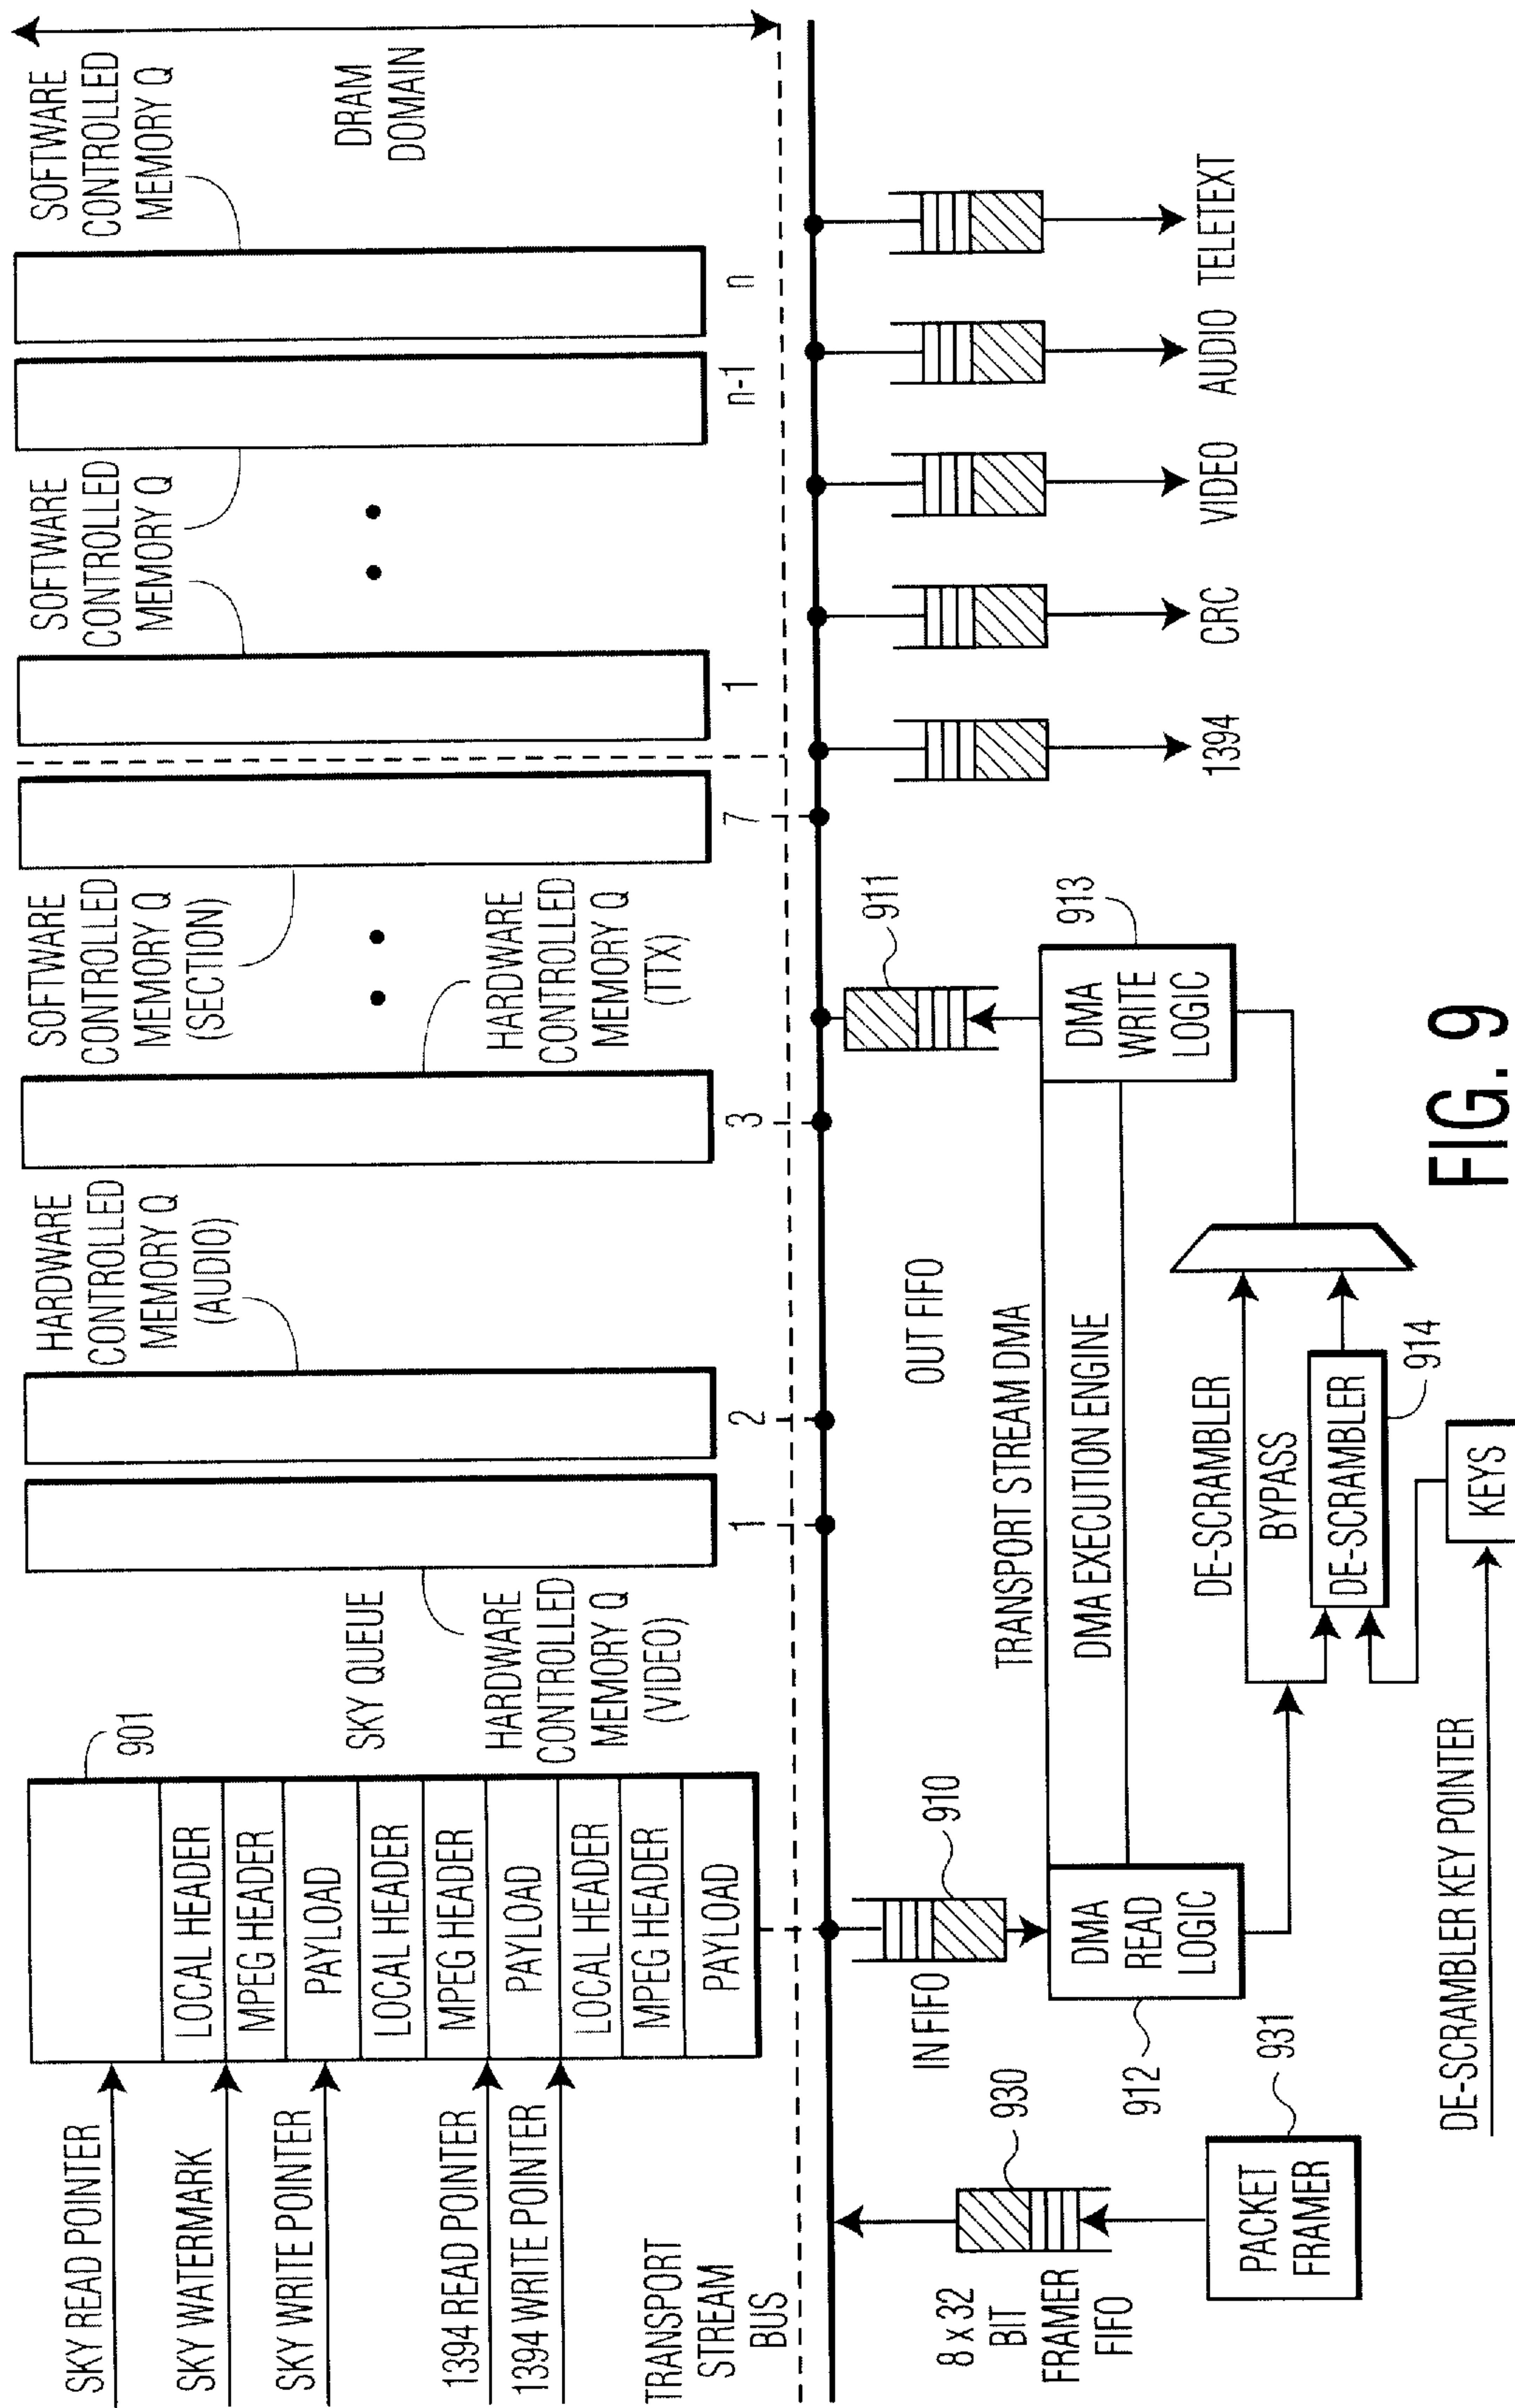 SKY READ POINTER
SKY WATERMARK
SKY WRITE POINTER
1394 READ POINTER
1394 WRITE POINTER
TRANSPORT
STREAM
BUS
901
LOCAL HEADER
MPEG HEADER
PAYLOAD
LOCAL HEADER
MPEG HEADER
PAYLOAD
LOCAL HEADER
MPEG HEADER
PAYLOAD
SKY QUEUE
HARDWARE
CONTROLLED
MEMORY Q
(VIDEO)
1
2
HARDWARE
CONTROLLED
MEMORY Q
(AUDIO)
3
HARDWARE
CONTROLLED
MEMORY Q
(TTX)
SOFTWARE
CONTROLLED
MEMORY Q
(SECTION)
7
1
SOFTWARE
CONTROLLED
MEMORY Q
n-1
n
SOFTWARE
CONTROLLED
MEMORY Q
DRAM
DOMAIN
8 x 32
BIT
FRAMER
FIFO
930
PACKET
FRAMER
931
IN FIFO
910
DMA
READ
LOGIC
912
OUT FIFO
911
TRANSPORT STREAM DMA
DMA EXECUTION ENGINE
DMA
WRITE
LOGIC
913
DE-SCRAMBLER
BYPASS
DE-SCRAMBLER
914
KEYS
DE-SCRAMBLER KEY POINTER
1394
CRC
VIDEO
AUDIO
TELETEXT
FIG. 9